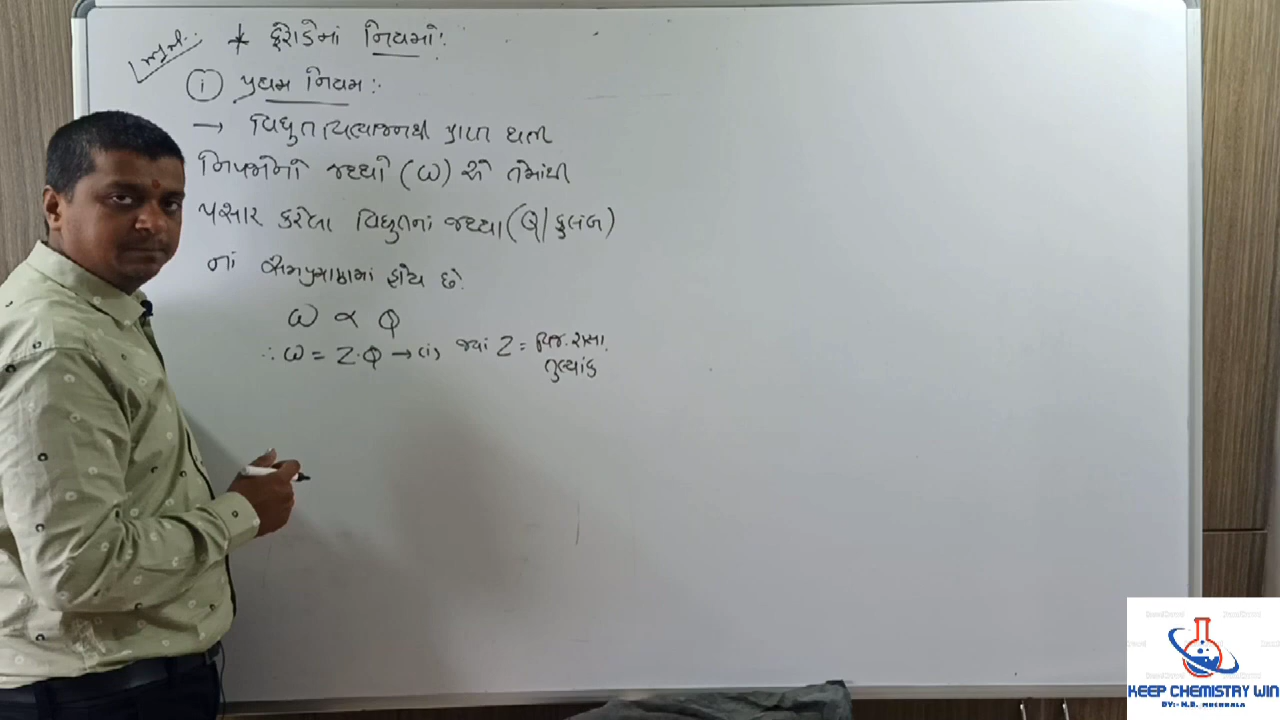 * ફેરાડેનાં નિયમો:
(i) પ્રથમ નિયમ:
→ વિદ્યુતવિભાજનથી પ્રાપ્ત થતી
નિપજોનો જથ્થો (W) એ તેમાંથી
પસાર કરેલા વિદ્યુતનાં જથ્થા (Q/કુલંબ)
નાં સમપ્રમાણમાં હોય છે.
W ∝ Q
∴ W = Z·Q → (i) જ્યાં Z = વિજ. રાસા.
તુલ્યાંક
KEEP CHEMISTRY WIN